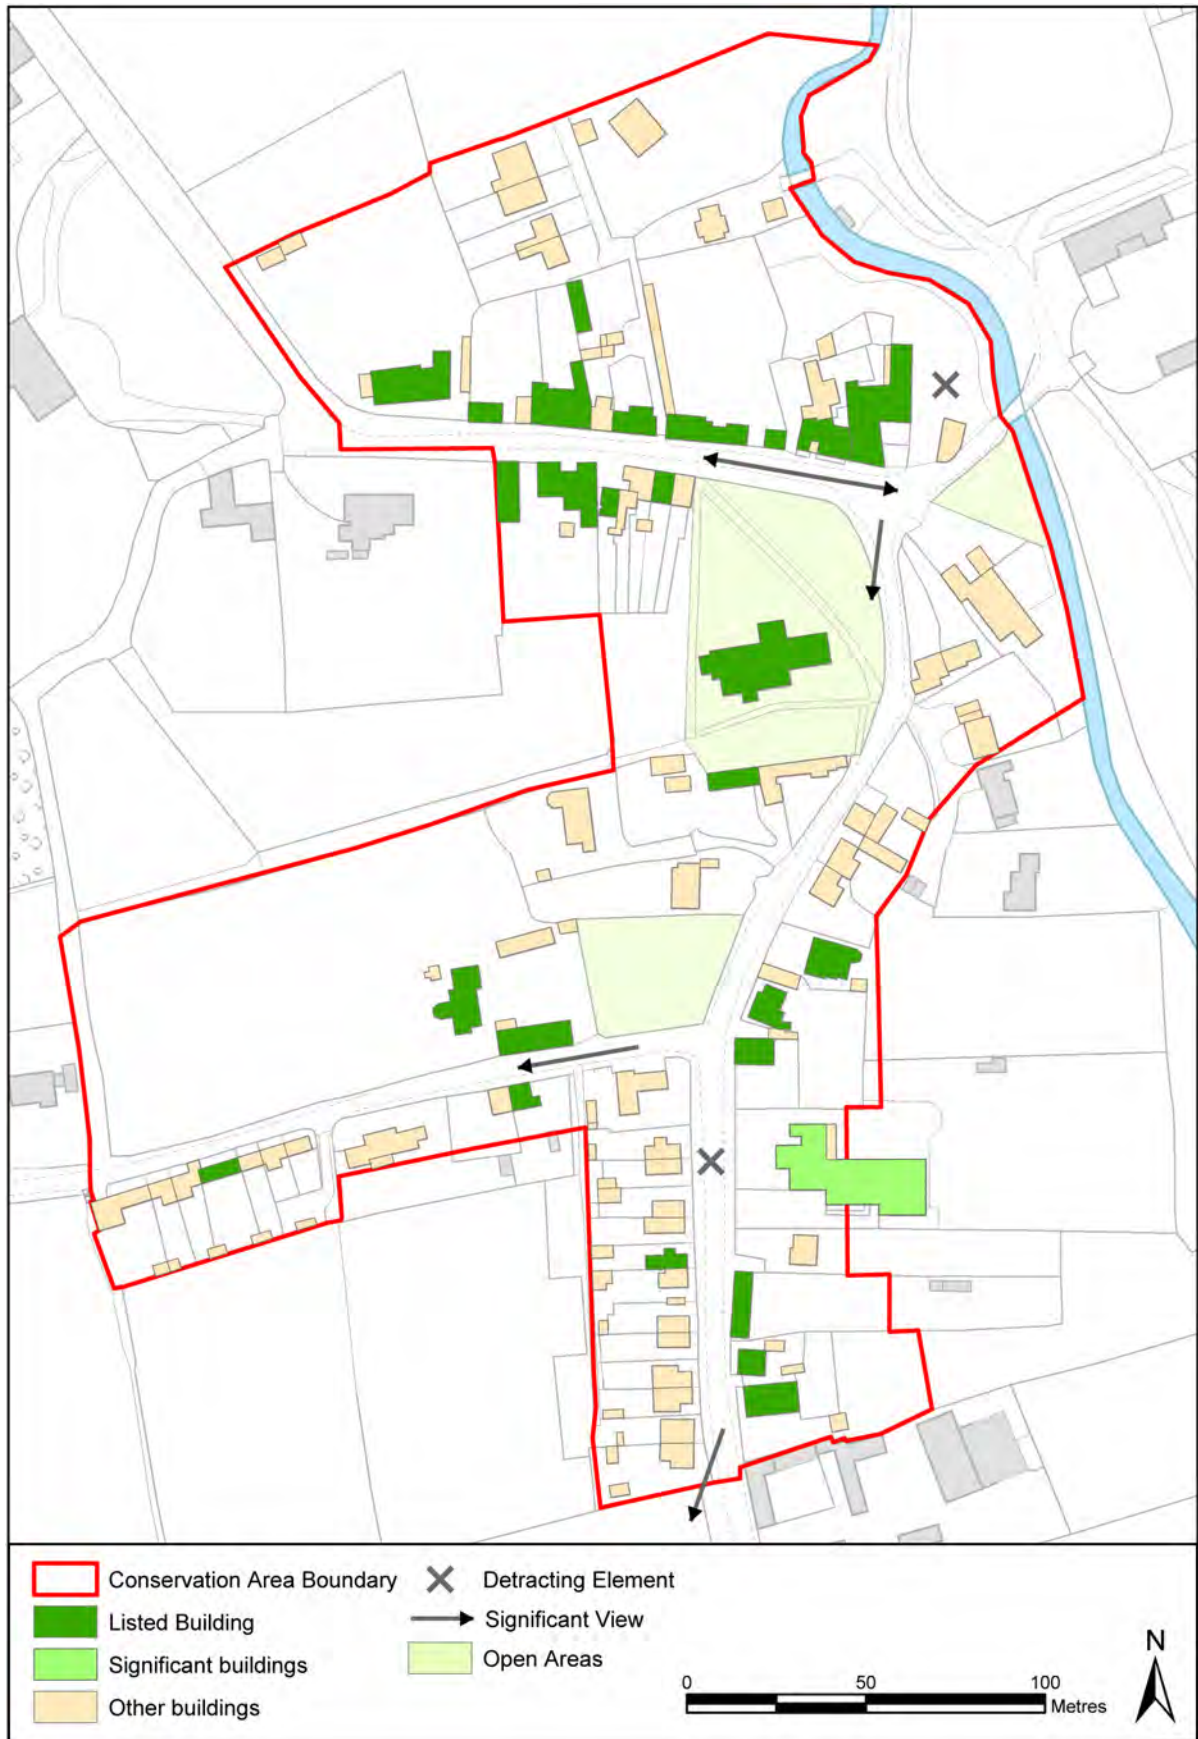 Conservation Area Boundary
Listed Building
Significant buildings
Other buildings
Detracting Element
Significant View
Open Areas
0 50 100
Metres
N